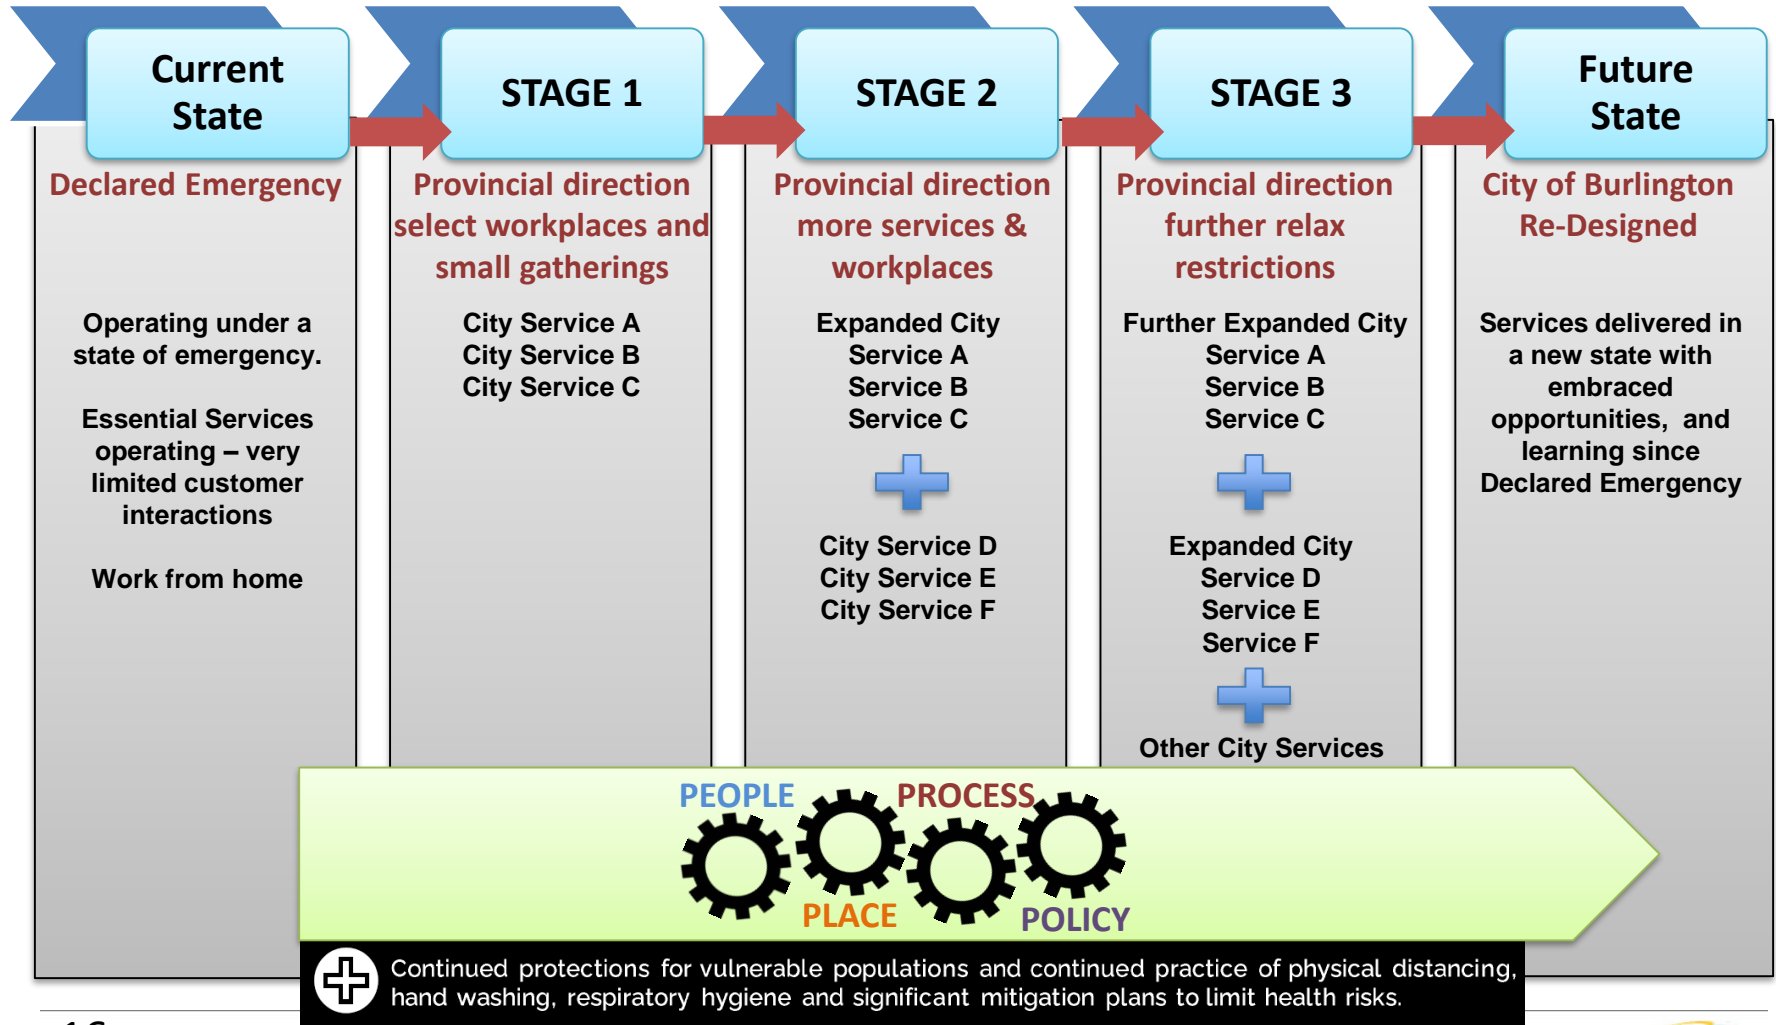 Current
State
Declared Emergency
Operating under a
state of emergency.
Essential Services
operating – very
limited customer
interactions
Work from home
STAGE 1
Provincial direction
select workplaces and
small gatherings
City Service A
City Service B
City Service C
STAGE 2
Provincial direction
more services &
workplaces
Expanded City
Service A
Service B
Service C
City Service D
City Service E
City Service F
STAGE 3
Provincial direction
further relax
restrictions
Further Expanded City
Service A
Service B
Service C
Expanded City
Service D
Service E
Service F
Other City Services
Future
State
City of Burlington
Re-Designed
Services delivered in
a new state with
embraced
opportunities, and
learning since
Declared Emergency
PEOPLE
PROCESS
PLACE
POLICY
Continued protections for vulnerable populations and continued practice of physical distancing,
hand washing, respiratory hygiene and significant mitigation plans to limit health risks.